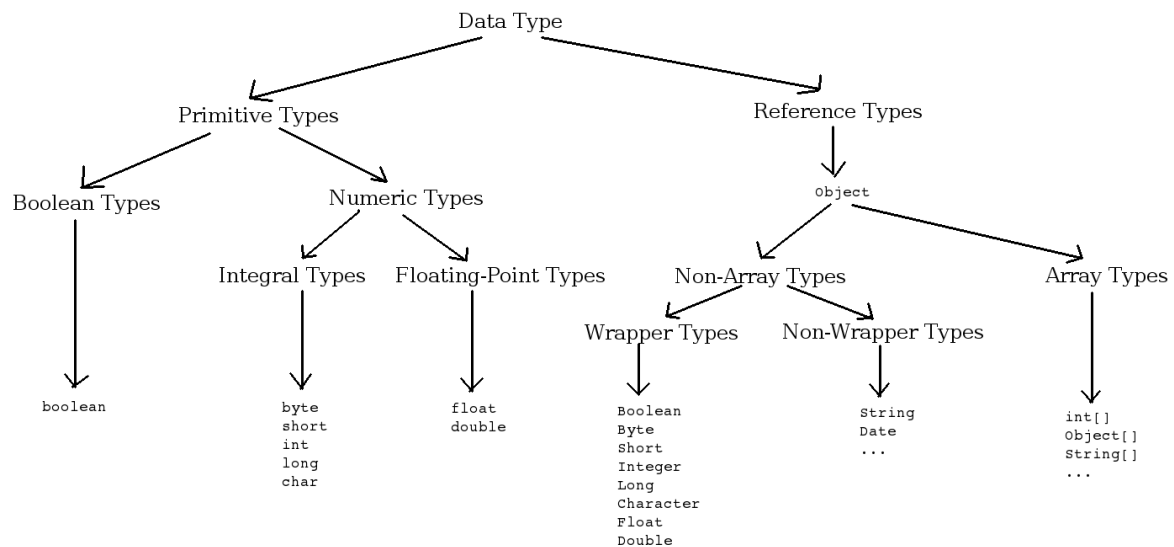 Data Type
Primitive Types
Reference Types
Boolean Types
Numeric Types
Object
Integral Types
Floating-Point Types
Non-Array Types
Array Types
Wrapper Types
Non-Wrapper Types
boolean
byte
short
int
long
char
float
double
Boolean
Byte
Short
Integer
Long
Character
Float
Double
String
Date
...
int[]
Object[]
String[]
...